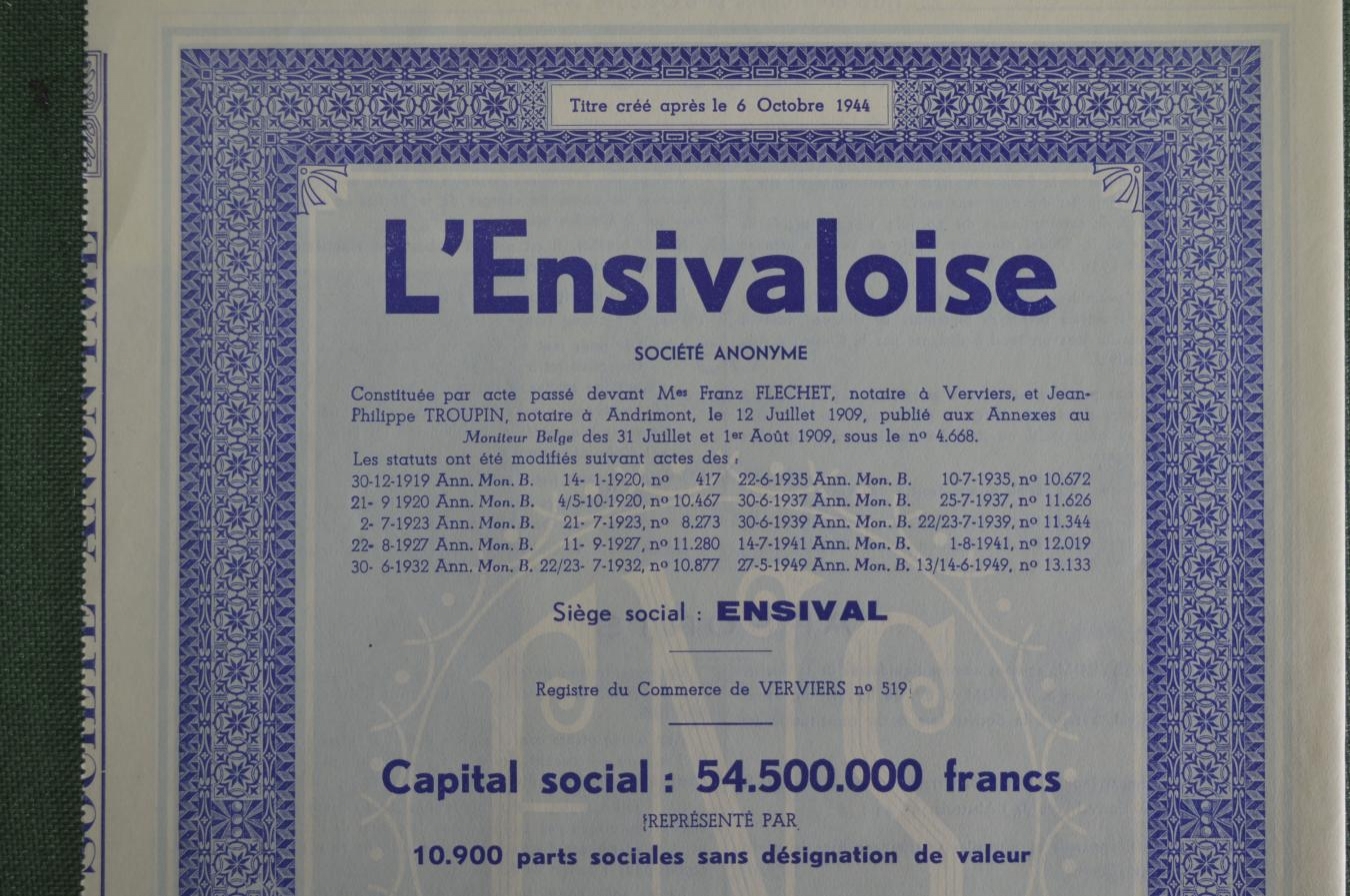 Titre créé après le 6 Octobre 1944
L'Ensivaloise
SOCIÉTÉ ANONYME
Constituée par acte passé devant Mes Franz FLECHET, notaire à Verviers, et Jean-
Philippe TROUPIN, notaire à Andrimont, le 12 Juillet 1909, publié aux Annexes au
Moniteur Belge des 31 Juillet et 1er Août 1909, sous le no 4.668.
Les statuts ont été modifiés suivant actes des :
30-12-1919 Ann. Mon. B. 14- 1-1920, no 417 22-6-1935 Ann. Mon. B. 10-7-1935, no 10.672
21- 9 1920 Ann. Mon. B. 4/5-10-1920, no 10.467 30-6-1937 Ann. Mon. B. 25-7-1937, no 11.626
2- 7-1923 Ann. Mon. B. 21- 7-1923, no 8.273 30-6-1939 Ann. Mon. B. 22/23-7-1939, no 11.344
22- 8-1927 Ann. Mon. B. 11- 9-1927, no 11.280 14-7-1941 Ann. Mon. B. 1-8-1941, no 12.019
30- 6-1932 Ann. Mon. B. 22/23- 7-1932, no 10.877 27-5-1949 Ann. Mon. B. 13/14-6-1949, no 13.133
Siège social : ENSIVAL
Registre du Commerce de VERVIERS no 519
Capital social : 54.500.000 francs
REPRÉSENTÉ PAR
10.900 parts sociales sans désignation de valeur
SOCIÉTÉ ANONYME